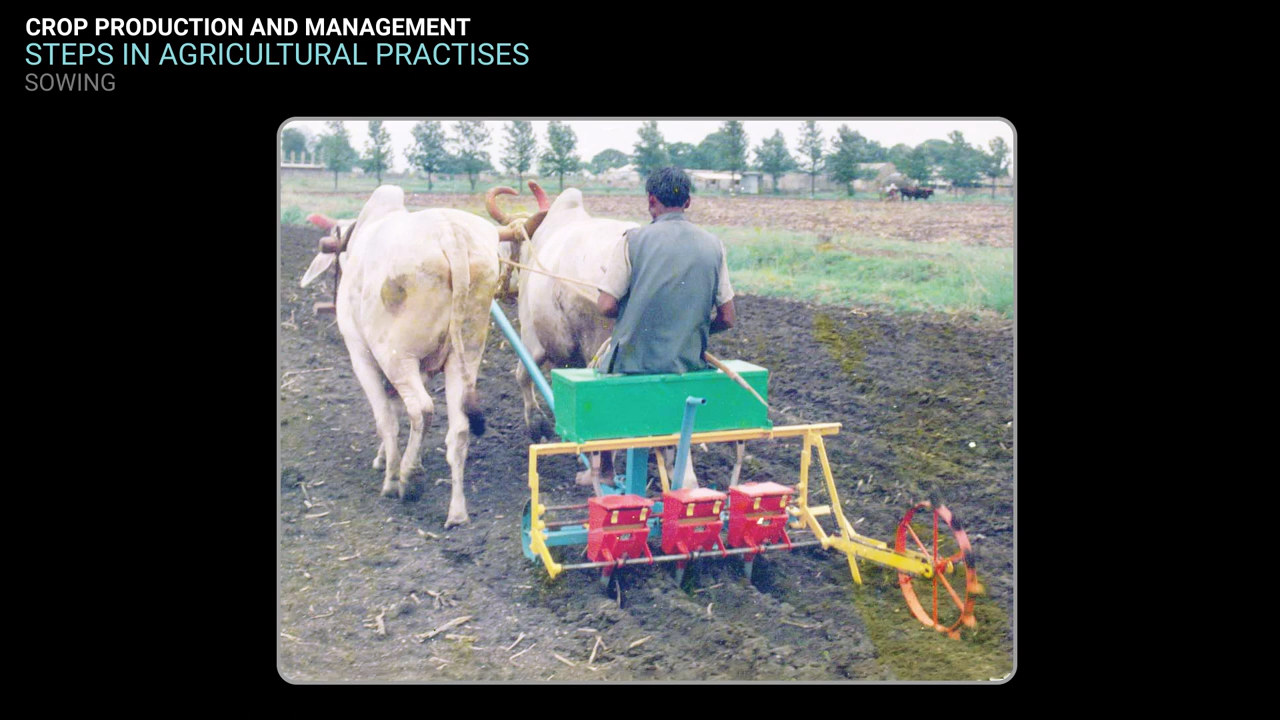 CROP PRODUCTION AND MANAGEMENT
STEPS IN AGRICULTURAL PRACTISES
SOWING